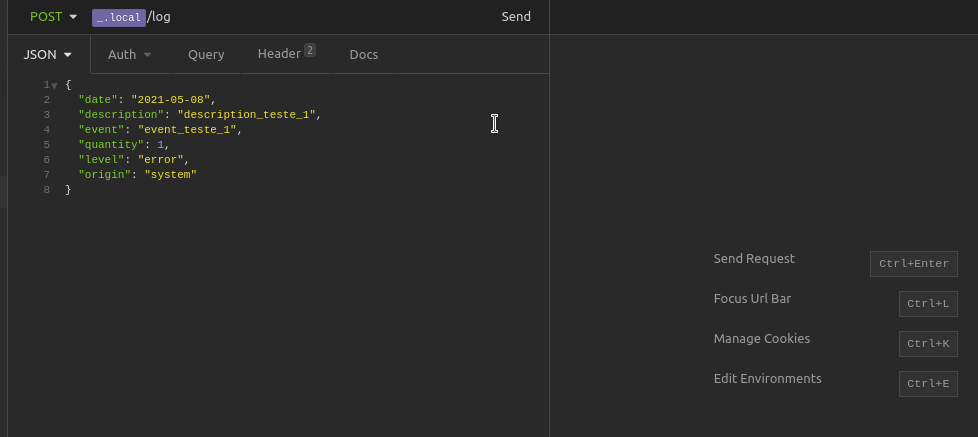 POST _.local/log Send
JSON Auth Query Header 2 Docs
1 {
2 "date": "2021-05-08",
3 "description": "description_teste_1",
4 "event": "event_teste_1",
5 "quantity": 1,
6 "level": "error",
7 "origin": "system"
8 }
Send Request Ctrl+Enter
Focus Url Bar Ctrl+L
Manage Cookies Ctrl+K
Edit Environments Ctrl+E